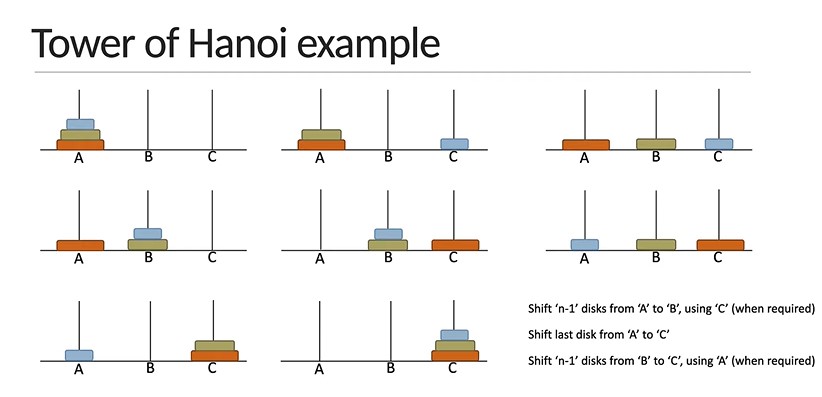 Tower of Hanoi example
A B C
A B C
A B C
A B C
A B C
A B C
A B C
A B C
Shift ‘n-1’ disks from ‘A’ to ‘B’, using ‘C’ (when required)
Shift last disk from ‘A’ to ‘C’
Shift ‘n-1’ disks from ‘B’ to ‘C’, using ‘A’ (when required)